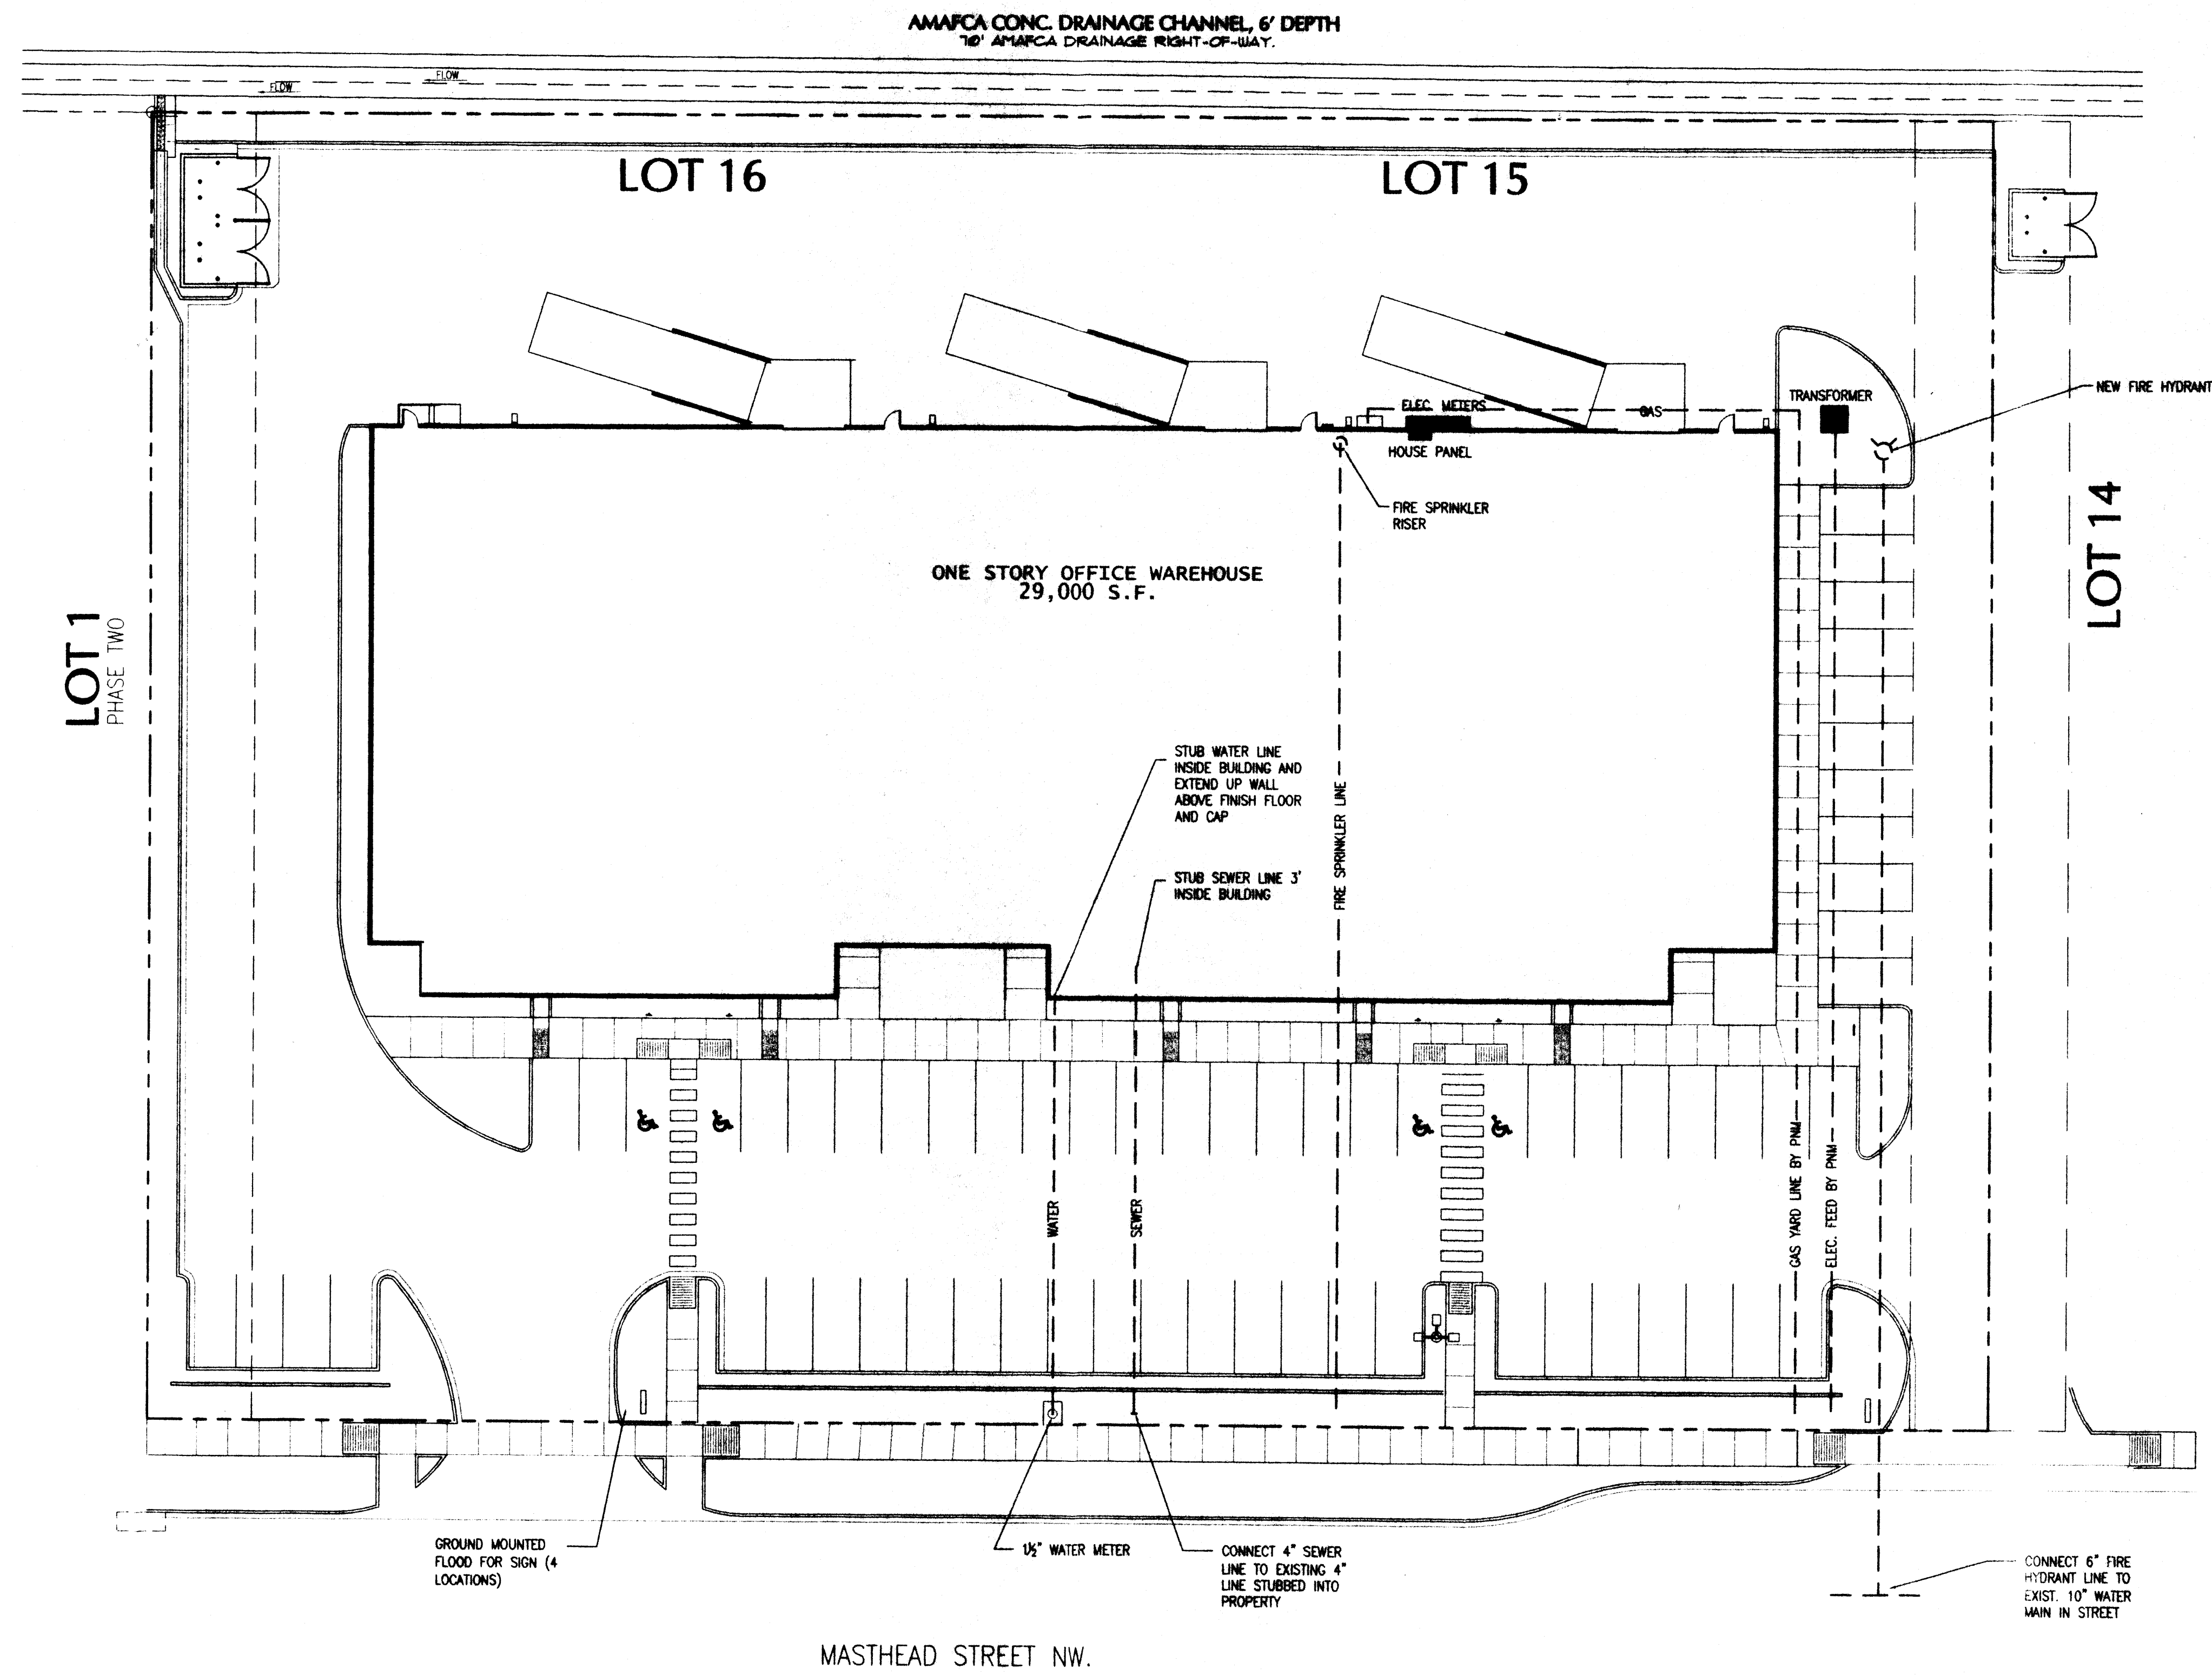 AMAFCA CONC. DRAINAGE CHANNEL, 6' DEPTH
70' AMAFCA DRAINAGE RIGHT-OF-WAY.
FLOW
FLOW
LOT 16
LOT 15
NEW FIRE HYDRANT
TRANSFORMER
ELEC. METERS
GAS
HOUSE PANEL
FIRE SPRINKLER
RISER
LOT 14
ONE STORY OFFICE WAREHOUSE
29,000 S.F.
LOT 1
PHASE TWO
STUB WATER LINE
INSIDE BUILDING AND
EXTEND UP WALL
ABOVE FINISH FLOOR
AND CAP
FIRE SPRINKLER LINE
STUB SEWER LINE 3'
INSIDE BUILDING
WATER
SEWER
GAS YARD LINE BY PNM
ELEC. FEED BY PNM
GROUND MOUNTED
FLOOD FOR SIGN (4
LOCATIONS)
1½" WATER METER
CONNECT 4" SEWER
LINE TO EXISTING 4"
LINE STUBBED INTO
PROPERTY
CONNECT 6" FIRE
HYDRANT LINE TO
EXIST. 10" WATER
MAIN IN STREET
MASTHEAD STREET NW.